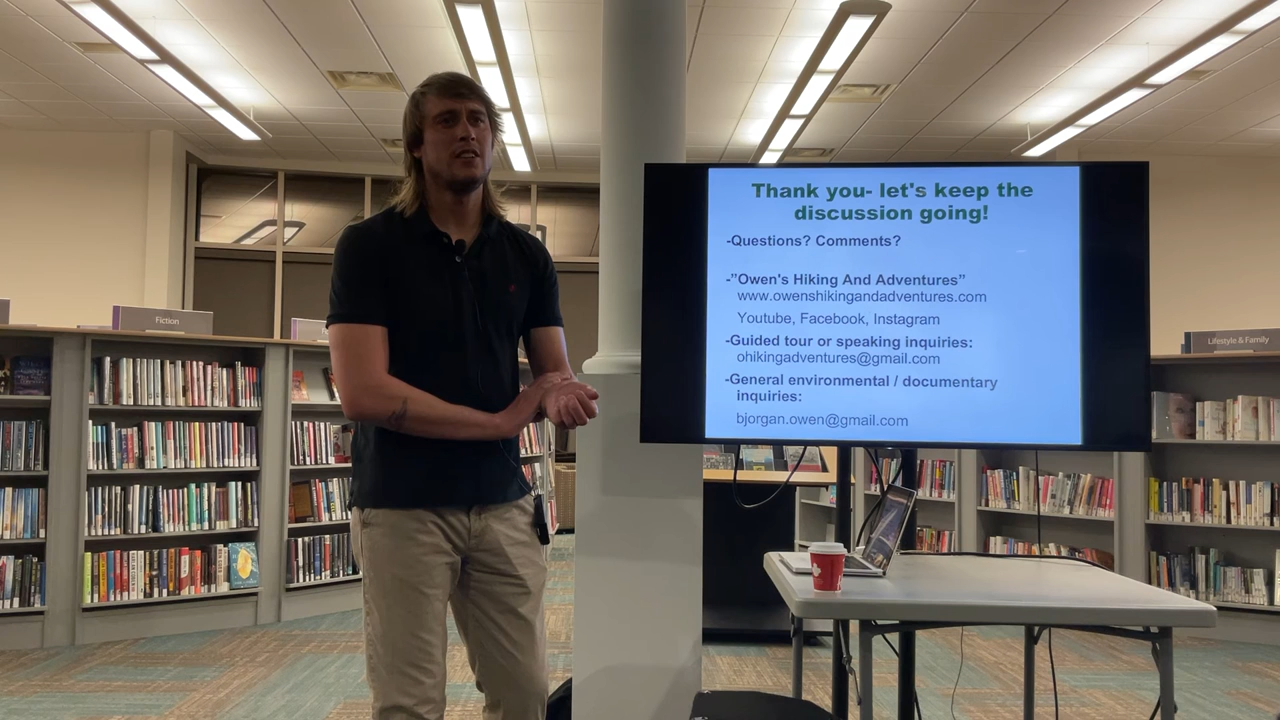 Thank you- let's keep the
discussion going!
-Questions? Comments?
-”Owen's Hiking And Adventures”
www.owenshikingandadventures.com
Youtube, Facebook, Instagram
-Guided tour or speaking inquiries:
ohikingadventures@gmail.com
-General environmental / documentary
inquiries:
bjorgan.owen@gmail.com
Fiction
Lifestyle & Family